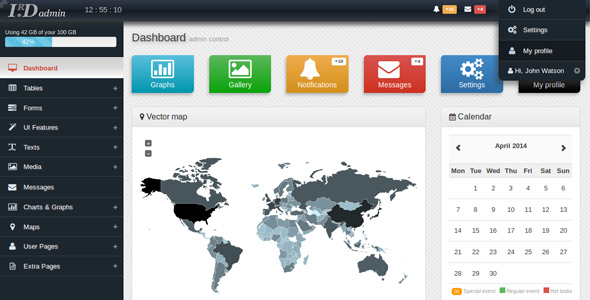 IRD admin
12 : 55 : 10
+10
+4
Using 42 GB of your 100 GB
42%
Dashboard
Tables +
Forms +
UI Features +
Texts +
Media +
Messages
Charts & Graphs +
Maps +
User Pages +
Extra Pages +
Log out
Settings
My profile
Hi, John Watson
Dashboard admin control
+10
+4
Graphs
Gallery
Notifications
Messages
Settings
My profile
Vector map
+
−
Calendar
April 2014
Mon Tue Wed Thu Fri Sat Sun
1 2 3 4 5 6
7 8 9 10 11 12 13
14 15 16 17 18 19 20
21 22 23 24 25 26 27
28 29 30
Special event Regular event Hot tasks